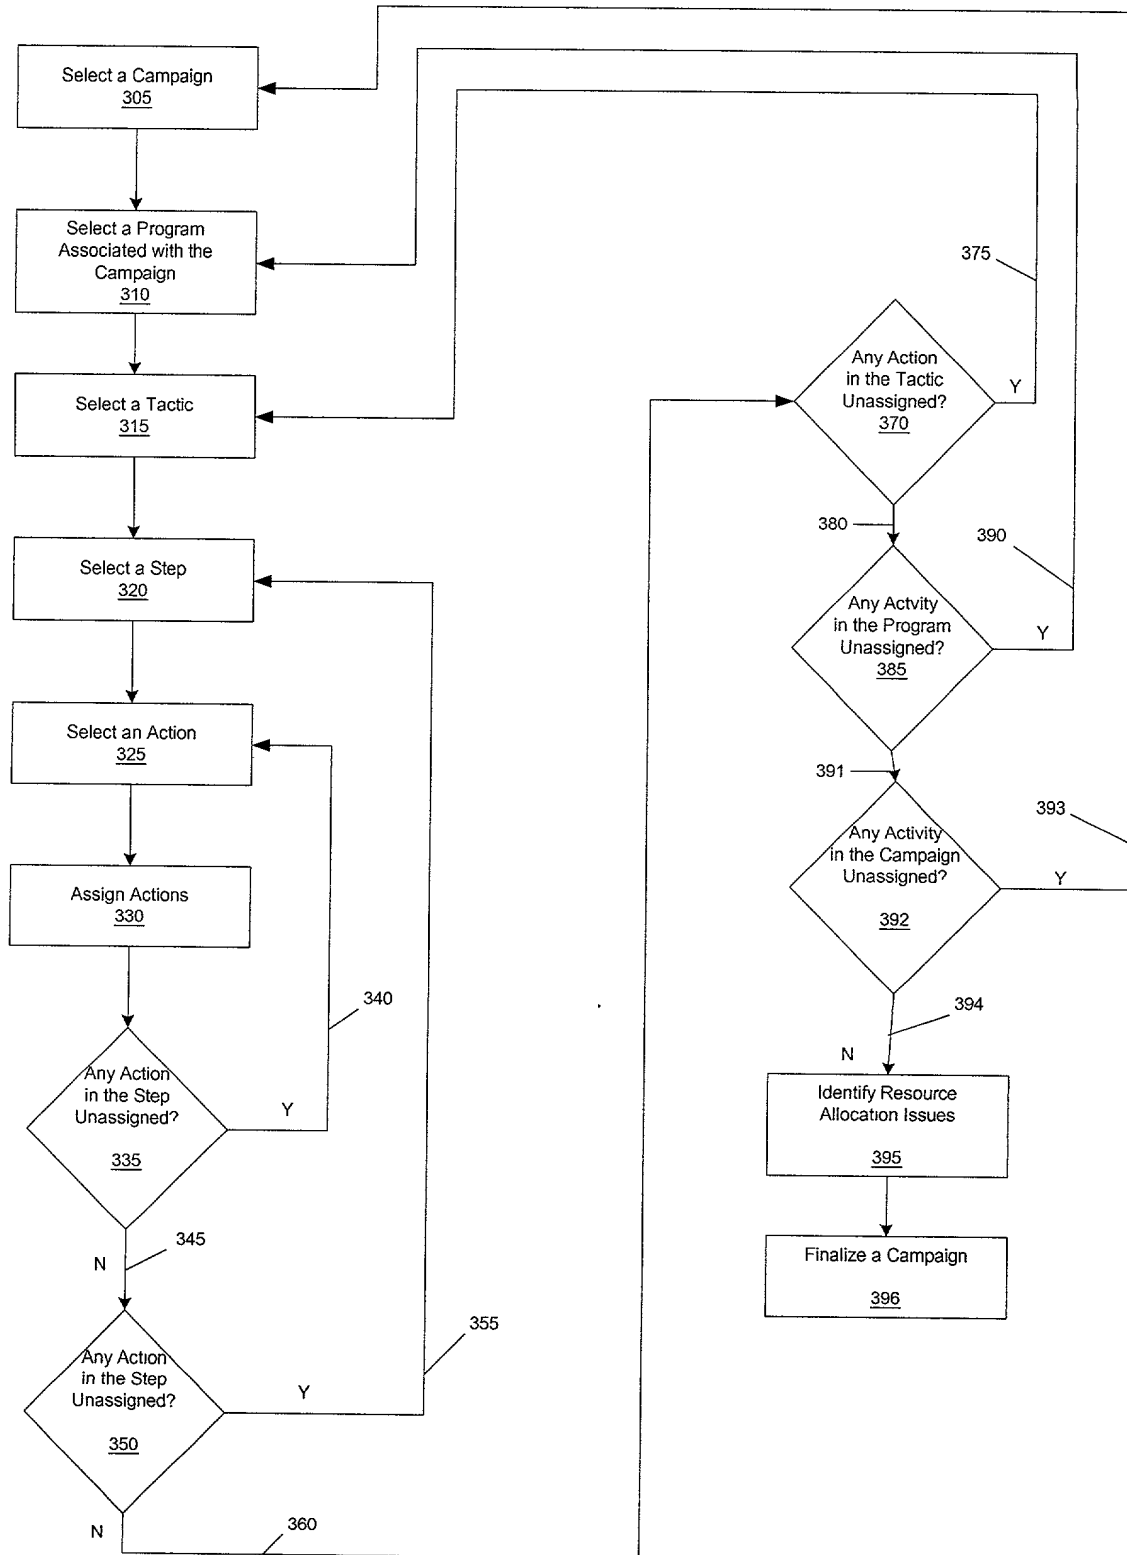 Select a Campaign
305
Select a Program
Associated with the
Campaign
310
Select a Tactic
315
Select a Step
320
Select an Action
325
Assign Actions
330
340
Any Action
in the Step
Unassigned?
335
Y
345
N
355
Any Action
in the Step
Unassigned?
350
Y
N
360
375
Any Action
in the Tactic
Unassigned?
370
Y
380
390
Any Actvity
in the Program
Unassigned?
385
Y
391
393
Any Activity
in the Campaign
Unassigned?
392
Y
394
N
Identify Resource
Allocation Issues
395
Finalize a Campaign
396